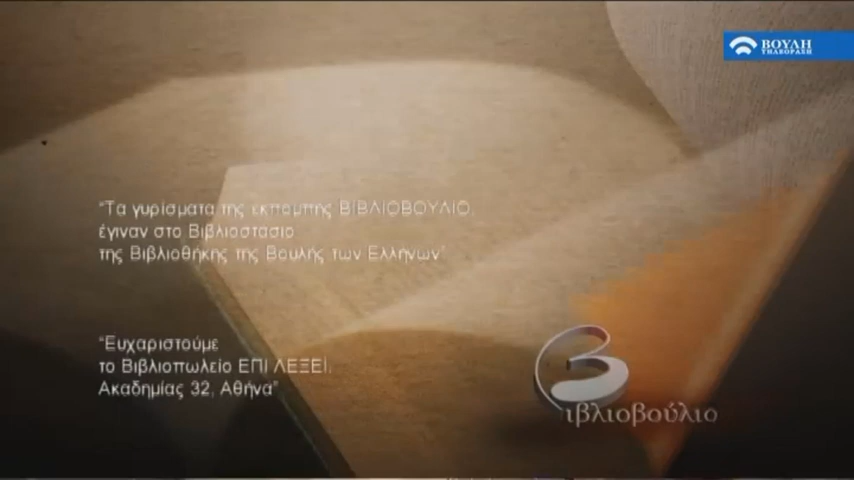 ΒΟΥΛΗ
ΤΗΛΕΟΡΑΣΗ
“Τα γυρίσματα της εκπομπής ΒΙΒΛΙΟΒΟΥΛΙΟ,
έγιναν στο Βιβλιοστάσιο
της Βιβλιοθήκης της Βουλής των Ελλήνων”
“Ευχαριστούμε
το Βιβλιοπωλείο ΕΠΙ ΛΕΞΕΙ,
Ακαδημίας 32, Αθήνα”
Βιβλιοβούλιο